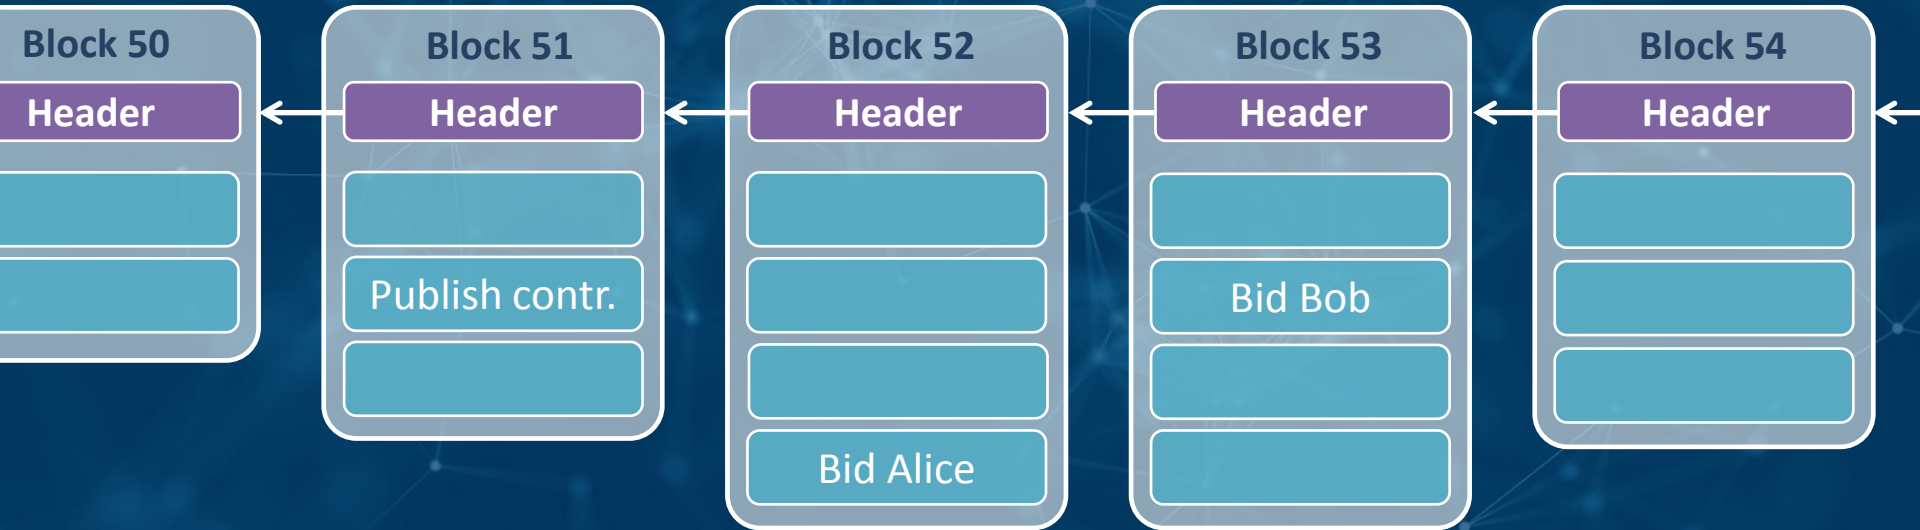 Block 50
Header
Block 51
Header
Publish contr.
Block 52
Header
Bid Alice
Block 53
Header
Bid Bob
Block 54
Header